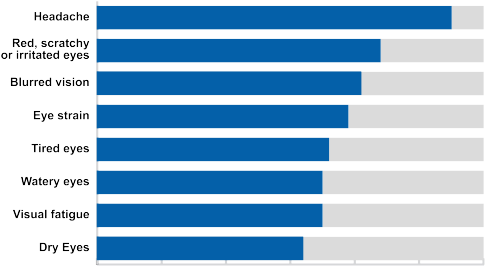 Headache
Red, scratchy
or irritated eyes
Blurred vision
Eye strain
Tired eyes
Watery eyes
Visual fatigue
Dry Eyes